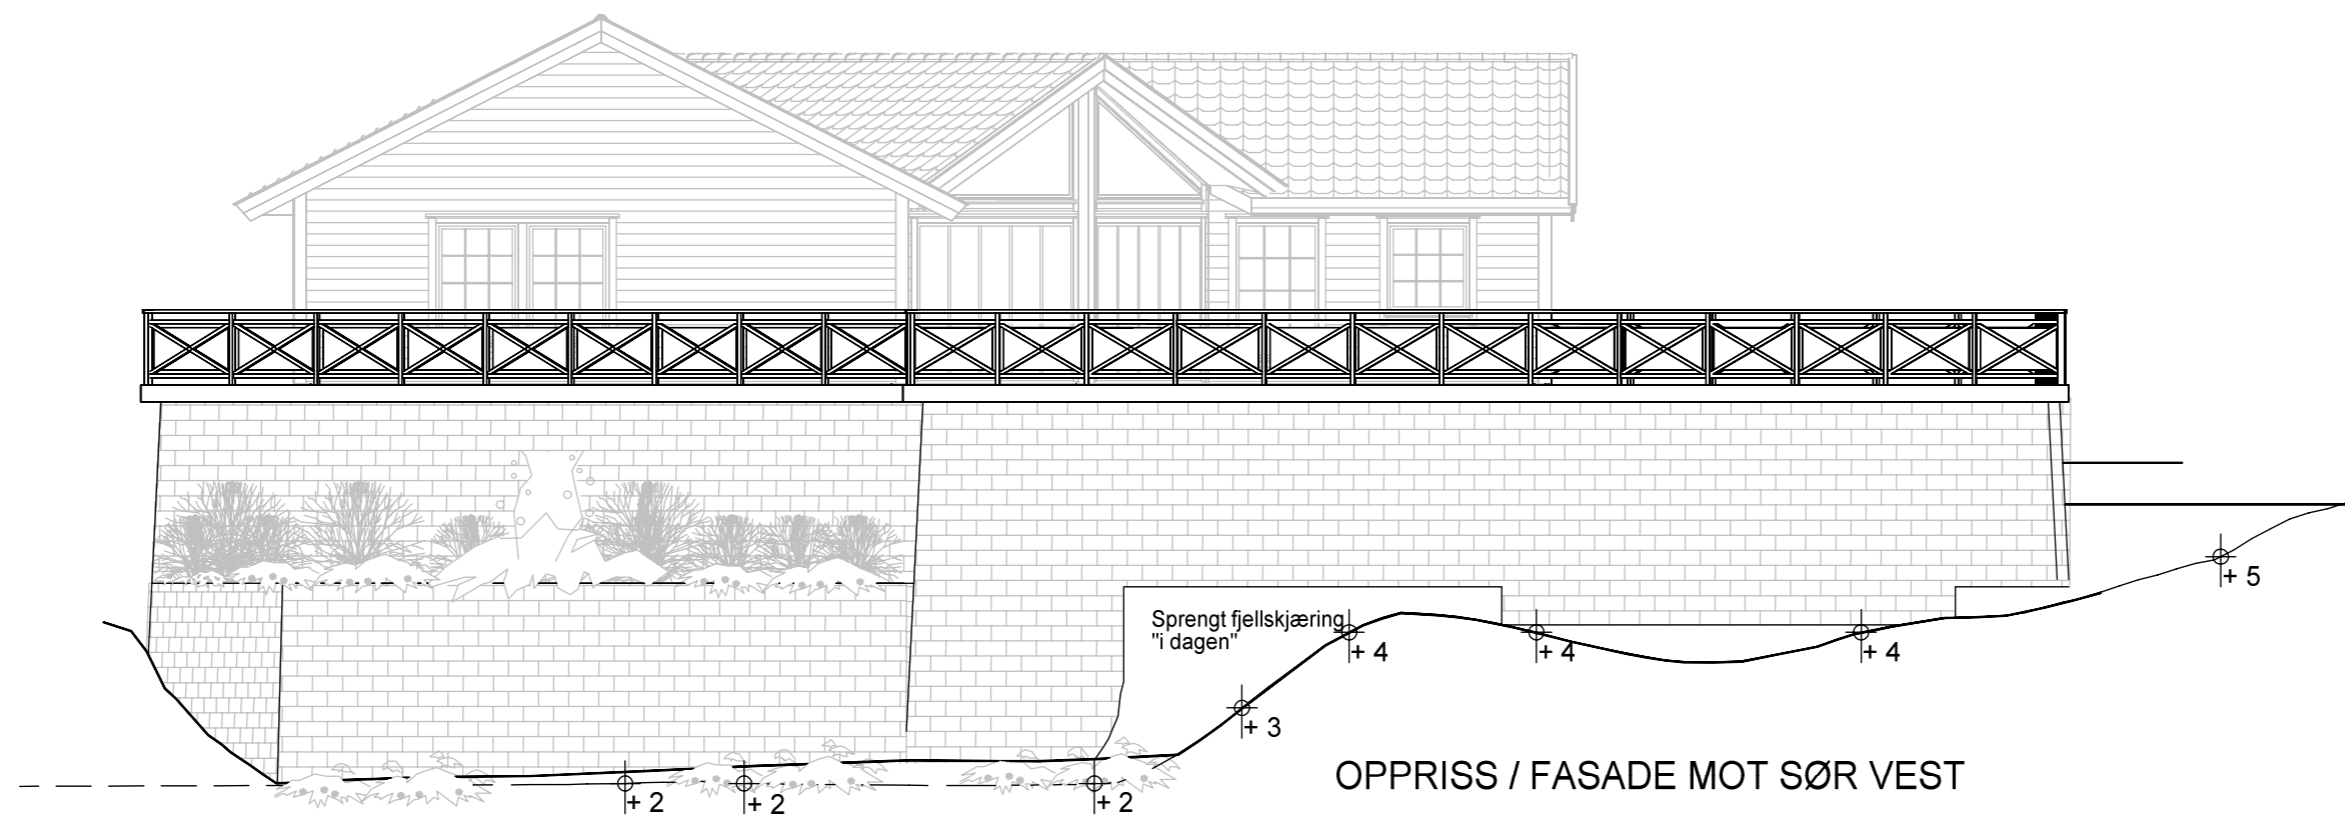 + 5
Sprengt fjellskjæring
"i dagen"
+ 4
+ 4
+ 4
+ 3
OPPRISS / FASADE MOT SØR VEST
+ 2
+ 2
+ 2